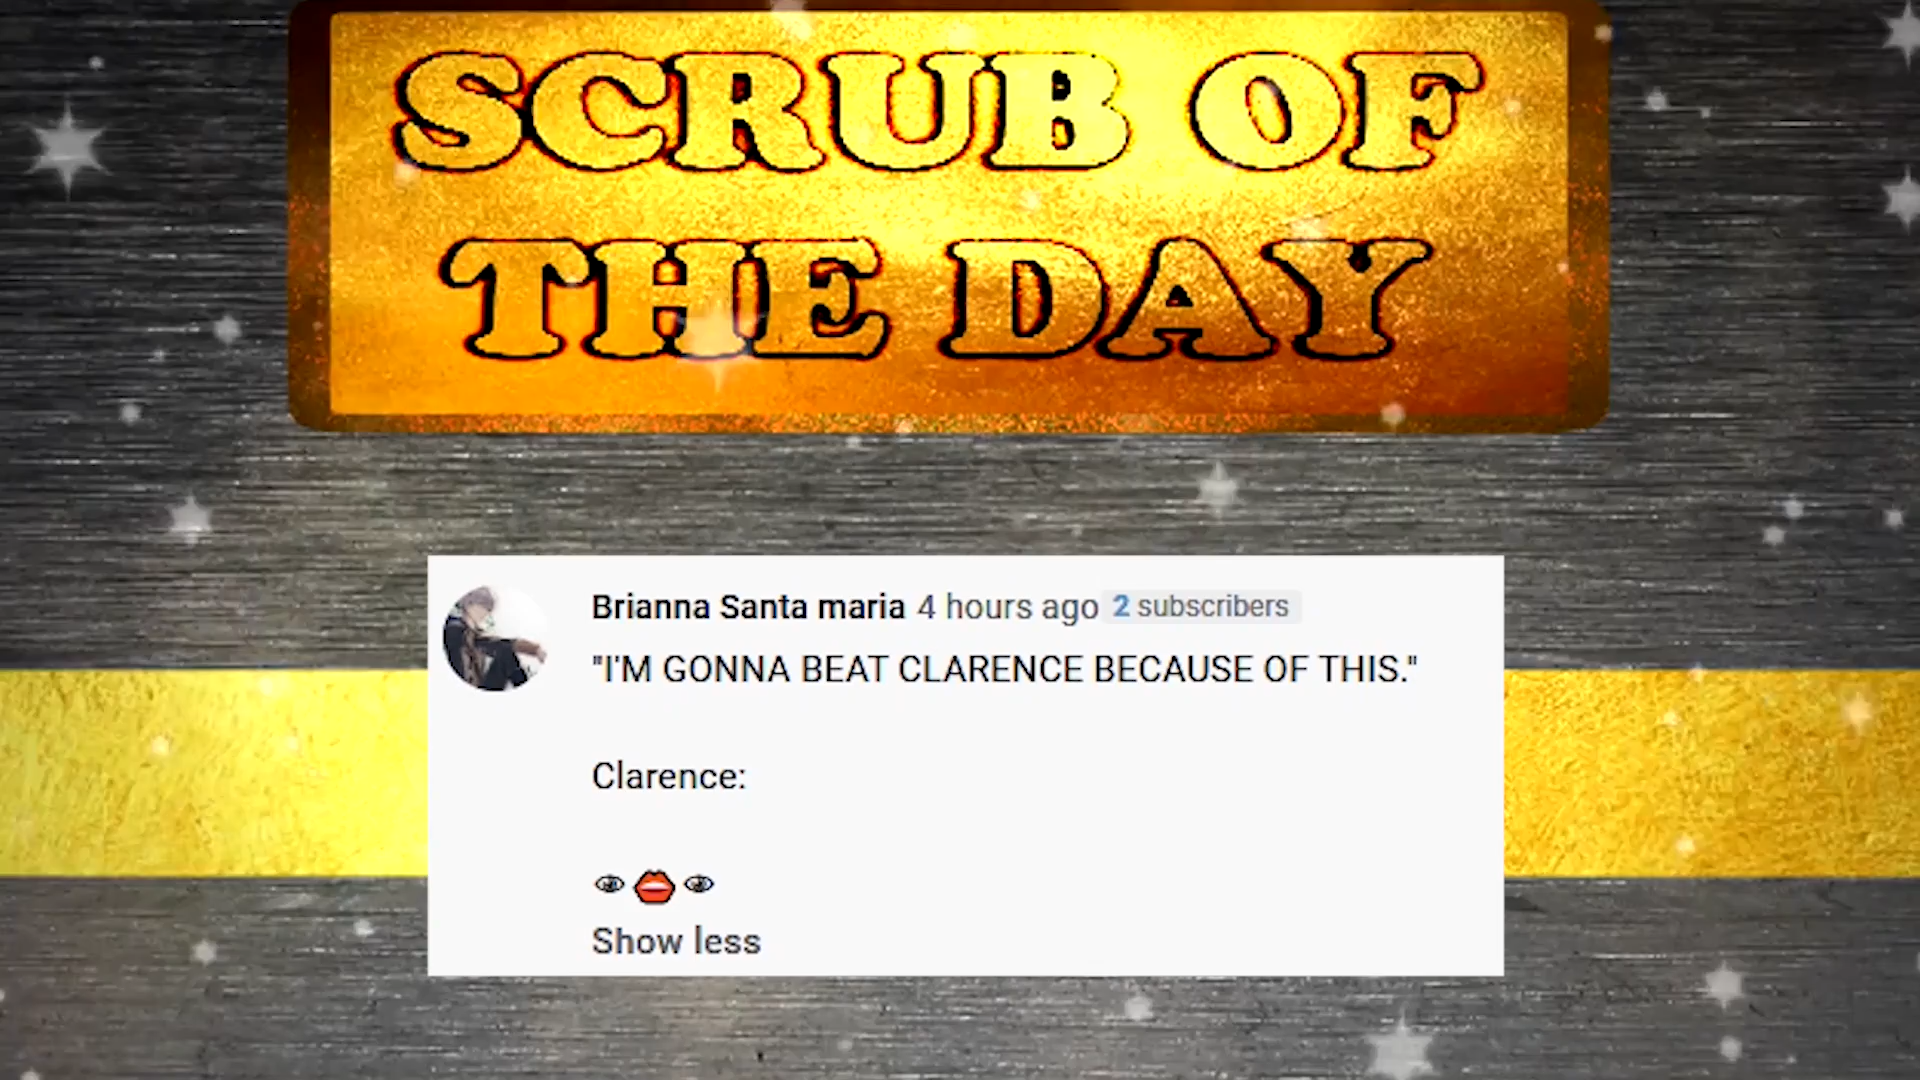 SCRUB OF
THE DAY
Brianna Santa maria 4 hours ago 2 subscribers
"I'M GONNA BEAT CLARENCE BECAUSE OF THIS."
Clarence:
👁👄👁
Show less